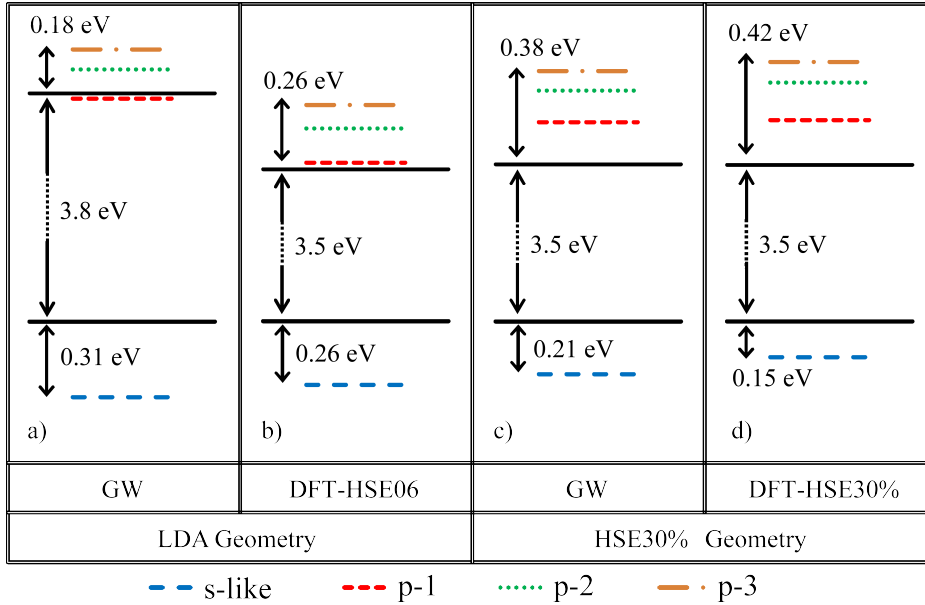 0.18 eV
3.8 eV
0.31 eV
a)
0.26 eV
3.5 eV
0.26 eV
b)
0.38 eV
3.5 eV
0.21 eV
c)
0.42 eV
3.5 eV
0.15 eV
d)
GW
DFT-HSE06
GW
DFT-HSE30%
LDA Geometry
HSE30% Geometry
s-like
p-1
p-2
p-3